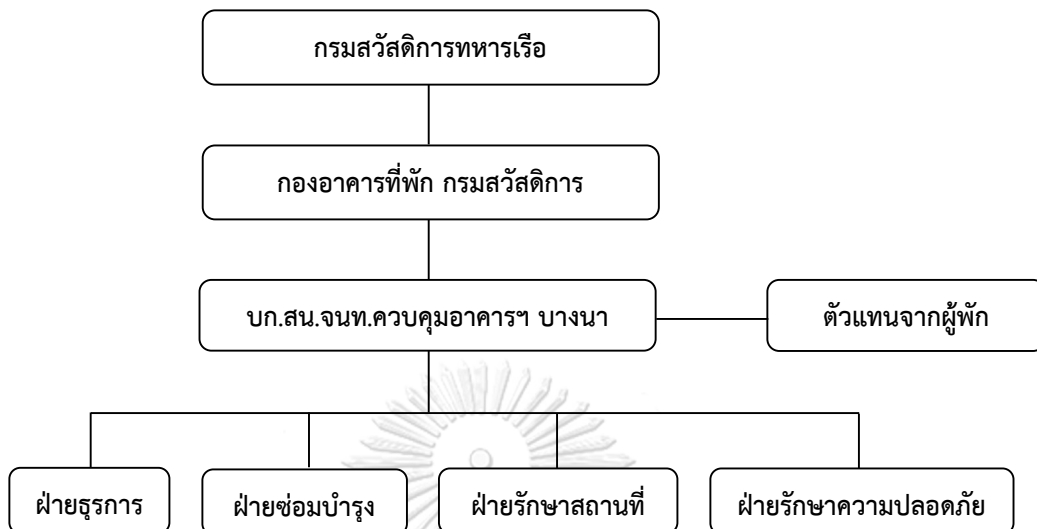 กรมสวัสดิการทหารเรือ
กองอาคารที่พัก กรมสวัสดิการ
บก.สน.จนท.ควบคุมอาคารฯ บางนา
ตัวแทนจากผู้พัก
ฝ่ายธุรการ
ฝ่ายซ่อมบำรุง
ฝ่ายรักษาสถานที่
ฝ่ายรักษาความปลอดภัย